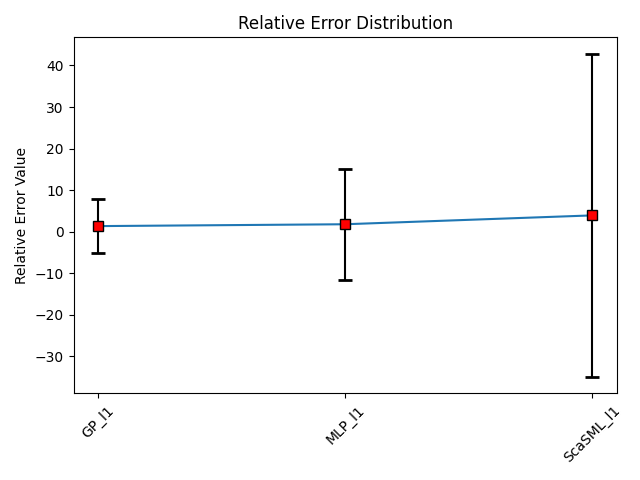 Relative Error Distribution
Relative Error Value
40
30
20
10
0
−10
−20
−30
GP_l1
MLP_l1
ScaSML_l1